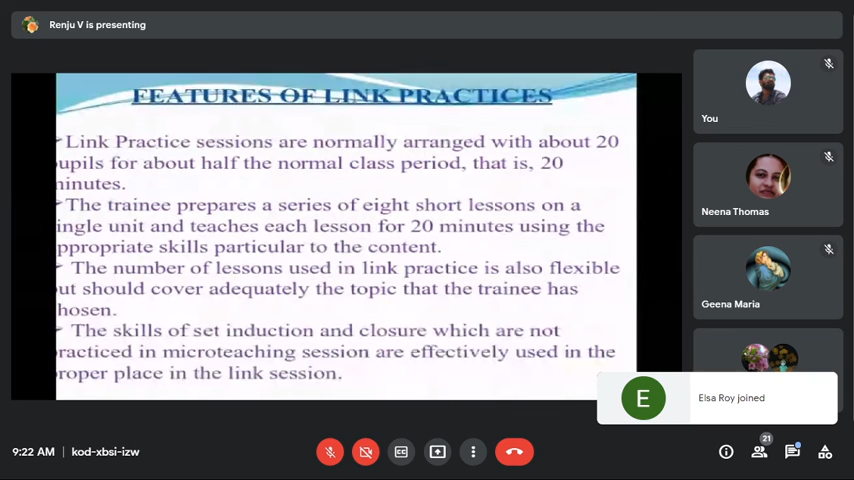 Renju V is presenting
FEATURES OF LINK PRACTICES
Link Practice sessions are normally arranged with about 20
upils for about half the normal class period, that is, 20
minutes.
The trainee prepares a series of eight short lessons on a
ingle unit and teaches each lesson for 20 minutes using the
ppropriate skills particular to the content.
The number of lessons used in link practice is also flexible
but should cover adequately the topic that the trainee has
hosen.
The skills of set induction and closure which are not
practiced in microteaching session are effectively used in the
proper place in the link session.
You
Neena Thomas
Geena Maria
E
Elsa Roy joined
9:22 AM | kod-xbsi-izw
CC
21